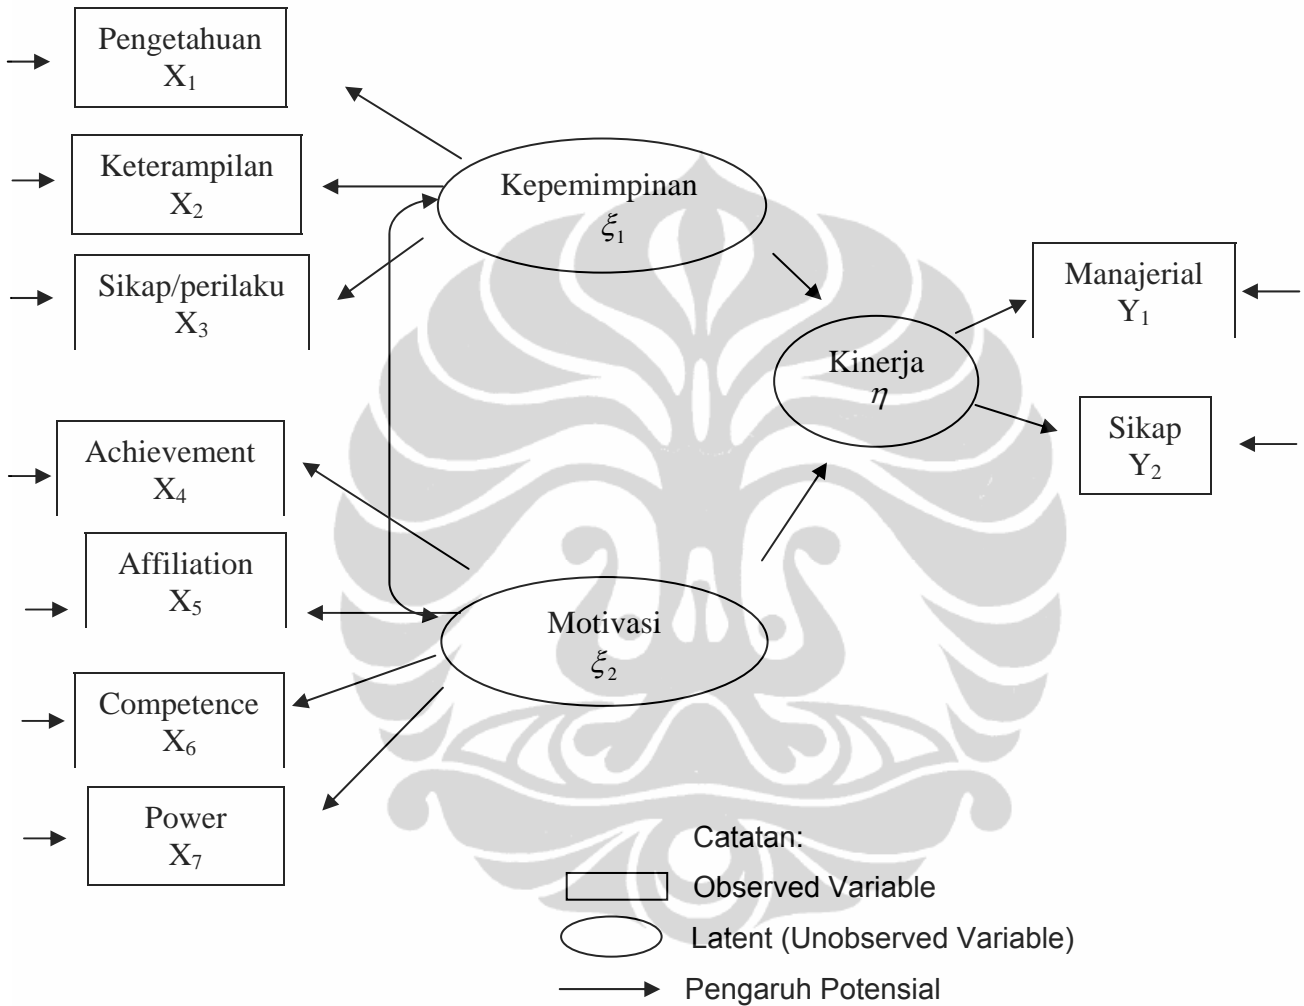 Pengetahuan
X₁
Keterampilan
X₂
Sikap/perilaku
X₃
Achievement
X₄
Affiliation
X₅
Competence
X₆
Power
X₇
Kepemimpinan
ξ₁
Motivasi
ξ₂
Kinerja
η
Manajerial
Y₁
Sikap
Y₂
Catatan:
Observed Variable
Latent (Unobserved Variable)
Pengaruh Potensial